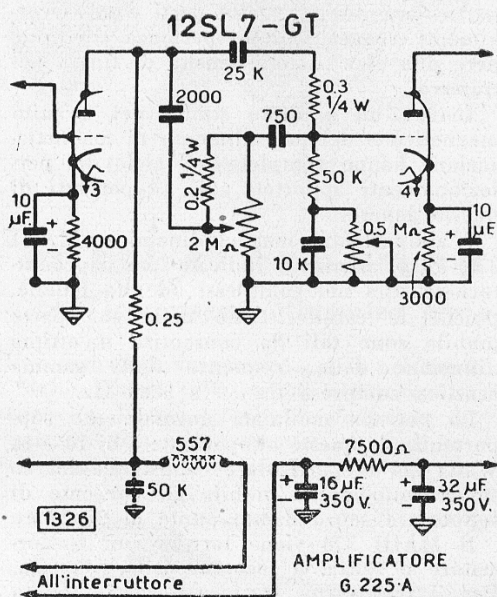 12SL7-GT
25 K
2000
0.3
1/4 W
750
0.2 1/4 W
50 K
3
4
10
µF
+
-
4000
2 MΩ
10 K
0.5 MΩ
10
µF
+
-
3000
0.25
557
7500Ω
50
+
16 µF
350 V.
+
32 µF
350 V.
1326
All'interruttore
AMPLIFICATORE
G.225·A